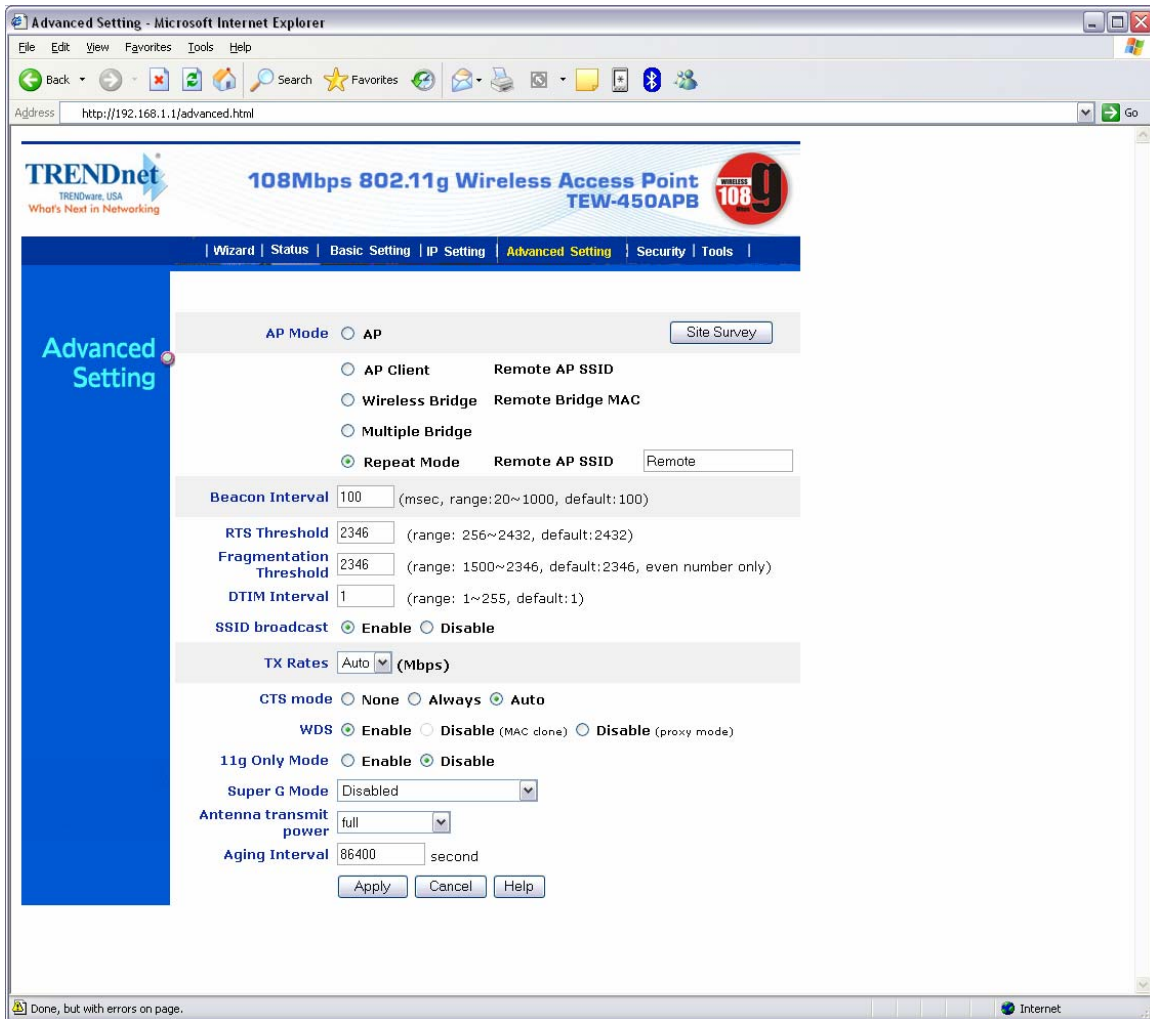 Advanced Setting - Microsoft Internet Explorer
File Edit View Favorites Tools Help
Back Search Favorites
Address http://192.168.1.1/advanced.html Go
TRENDnet
TRENDware, USA
What's Next in Networking
108Mbps 802.11g Wireless Access Point
TEW-450APB
WIRELESS
108
Mbps
g
| Wizard | Status | Basic Setting | IP Setting | Advanced Setting | Security | Tools |
Advanced
Setting
AP Mode AP Site Survey
AP Client Remote AP SSID
Wireless Bridge Remote Bridge MAC
Multiple Bridge
Repeat Mode Remote AP SSID Remote
Beacon Interval 100 (msec, range:20~1000, default:100)
RTS Threshold 2346 (range: 256~2432, default:2432)
Fragmentation
Threshold 2346 (range: 1500~2346, default:2346, even number only)
DTIM Interval 1 (range: 1~255, default:1)
SSID broadcast Enable Disable
TX Rates Auto (Mbps)
CTS mode None Always Auto
WDS Enable Disable (MAC clone) Disable (proxy mode)
11g Only Mode Enable Disable
Super G Mode Disabled
Antenna transmit
power full
Aging Interval 86400 second
Apply Cancel Help
Done, but with errors on page. Internet